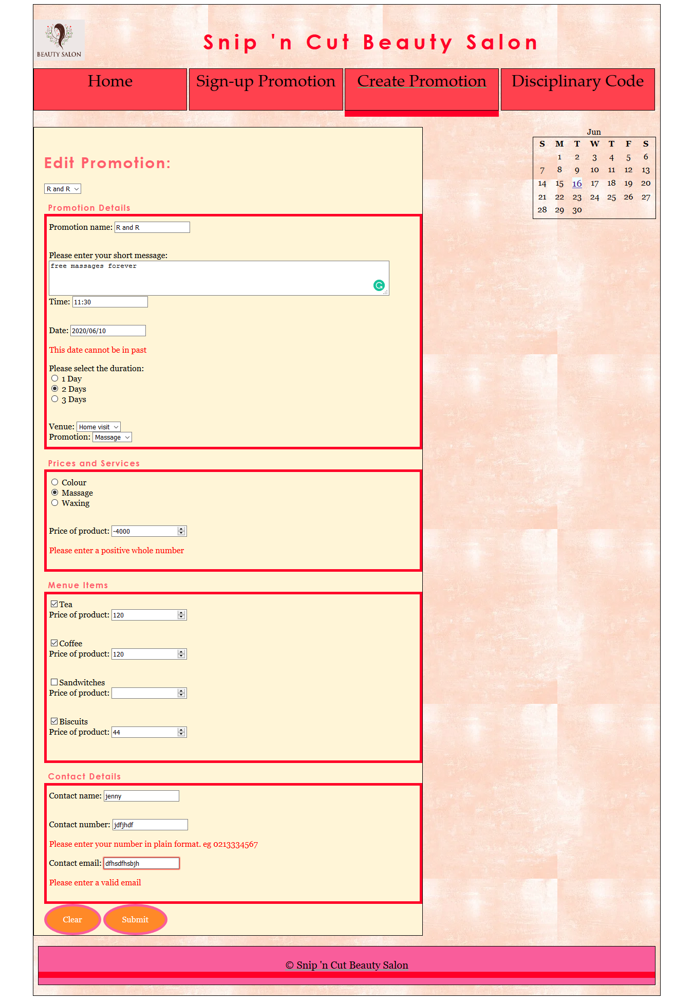 BEAUTY SALON
Snip 'n Cut Beauty Salon
Home Sign-up Promotion Create Promotion Disciplinary Code
Jun
S M T W T F S
1 2 3 4 5 6
7 8 9 10 11 12 13
14 15 16 17 18 19 20
21 22 23 24 25 26 27
28 29 30
Edit Promotion:
R and R
Promotion Details
Promotion name: R and R
Please enter your short message:
free massages forever
Time: 11:30
Date: 2020/06/10
This date cannot be in past
Please select the duration:
1 Day
2 Days
3 Days
Venue: Home visit
Promotion: Massage
Prices and Services
Colour
Massage
Waxing
Price of product: -4000
Please enter a positive whole number
Menue Items
Tea
Price of product: 120
Coffee
Price of product: 120
Sandwitches
Price of product:
Biscuits
Price of product: 44
Contact Details
Contact name: jenny
Contact number: jdfjhdf
Please enter your number in plain format. eg 0213334567
Contact email: dfhsdfhsbjh
Please enter a valid email
Clear Submit
© Snip 'n Cut Beauty Salon